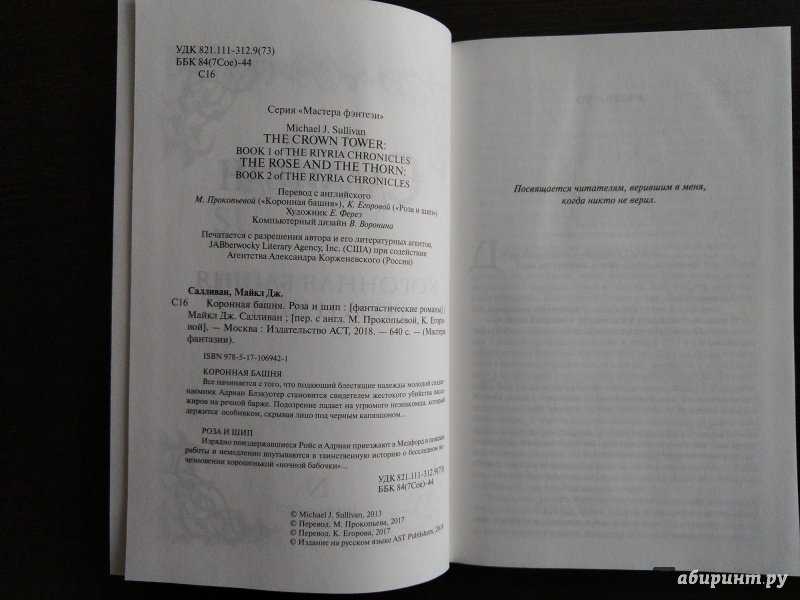 УДК 821.111-312.9(73)
ББК 84(7Сое)-44
С16
Серия «Мастера фэнтези»
Michael J. Sullivan
THE CROWN TOWER:
BOOK 1 of THE RIYRIA CHRONICLES
THE ROSE AND THE THORN:
BOOK 2 of THE RIYRIA CHRONICLES
Перевод с английского
М. Прокопьевой («Коронная башня»), К. Егоровой («Роза и шип»)
Художник Е. Ферез
Компьютерный дизайн В. Воронина
Печатается с разрешения автора и его литературных агентов,
JABberwocky Literary Agency, Inc. (США) при содействии
Агентства Александра Корженевского (Россия)
Салливан, Майкл Дж.
С16 Коронная башня. Роза и шип : [фантастические романы] /
Майкл Дж. Салливан ; [пер. с англ. М. Прокопьевой, К. Егоро-
вой]. — Москва : Издательство АСТ, 2018. — 640 с. — (Мастера
фантазии).
ISBN 978-5-17-106942-1
КОРОННАЯ БАШНЯ
Все начинается с того, что подающий блестящие надежды молодой солдат-
наемник Адриан Блэкуотер становится свидетелем жестокого убийства пасса-
жиров на речной барже. Подозрение падает на угрюмого незнакомца, который
держится особняком, скрывая лицо под черным капюшоном...
РОЗА И ШИП
Изрядно поиздержавшиеся Ройс и Адриан приезжают в Медфорд в поисках
работы и немедленно впутываются в таинственную историю о бесследном ис-
чезновении хорошенькой «ночной бабочки»...
УДК 821.111-312.9(73)
ББК 84(7Сое)-44
© Michael J. Sullivan, 2013
© Перевод. М. Прокопьева, 2017
© Перевод. К. Егорова, 2017
© Издание на русском языке AST Publishers, 2018
Посвящается читателям, верившим в меня,
когда никто не верил.
абиринт.ру